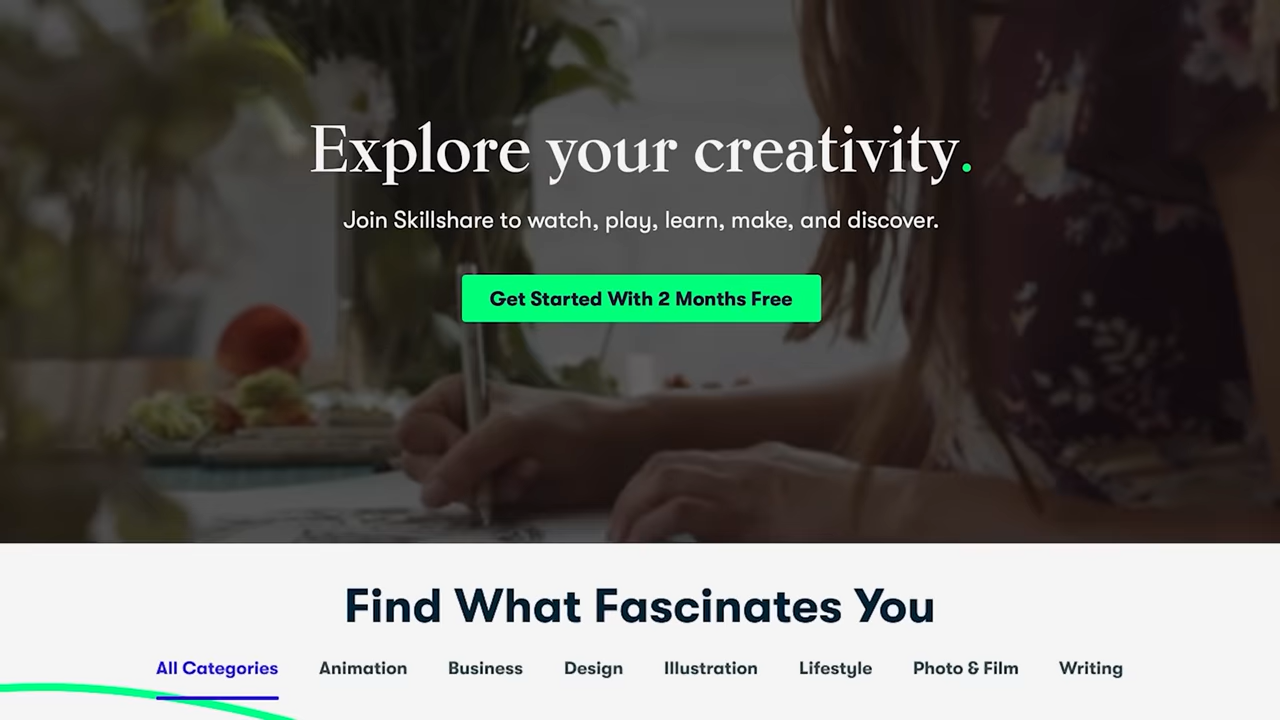 Explore your creativity.
Join Skillshare to watch, play, learn, make, and discover.
Get Started With 2 Months Free
Find What Fascinates You
All Categories Animation Business Design Illustration Lifestyle Photo & Film Writing